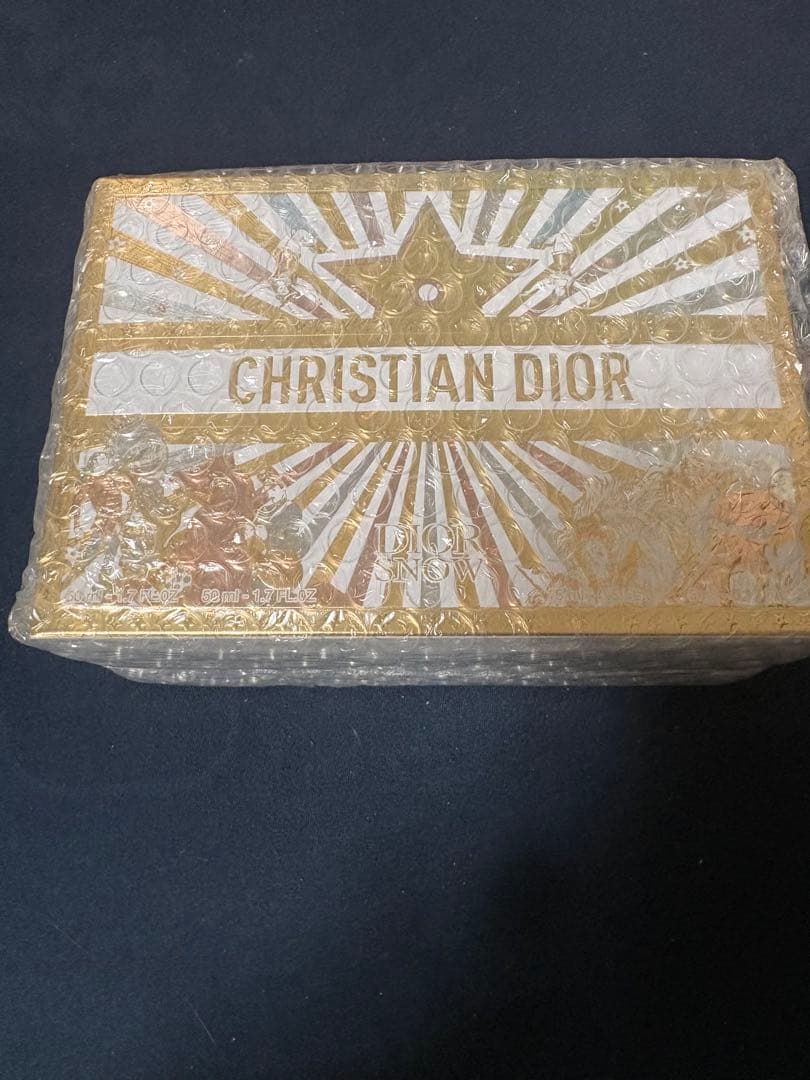 CHRISTIAN DIOR
DIOR
SNOW
50 ml - 1.7 FL.OZ 50 ml - 1.7 FL.OZ